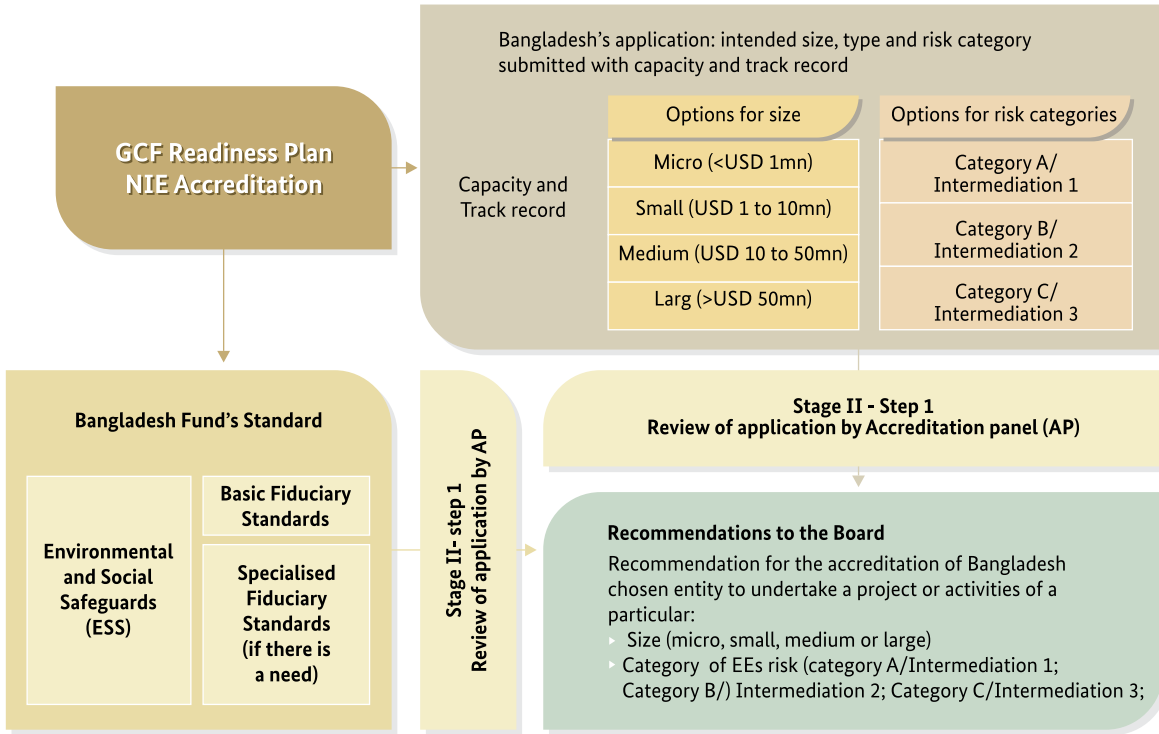 GCF Readiness Plan
NIE Accreditation
Bangladesh's application: intended size, type and risk category
submitted with capacity and track record
Capacity and
Track record
Options for size
Micro (<USD 1mn)
Small (USD 1 to 10mn)
Medium (USD 10 to 50mn)
Larg (>USD 50mn)
Options for risk categories
Category A/
Intermediation 1
Category B/
Intermediation 2
Category C/
Intermediation 3
Bangladesh Fund's Standard
Environmental
and Social
Safeguards
(ESS)
Basic Fiduciary
Standards
Specialised
Fiduciary
Standards
(if there is
a need)
Stage II- step 1
Review of application by AP
Stage II - Step 1
Review of application by Accreditation panel (AP)
Recommendations to the Board
Recommendation for the accreditation of Bangladesh
chosen entity to undertake a project or activities of a
particular:
Size (micro, small, medium or large)
Category of EEs risk (category A/Intermediation 1;
Category B/) Intermediation 2; Category C/Intermediation 3;